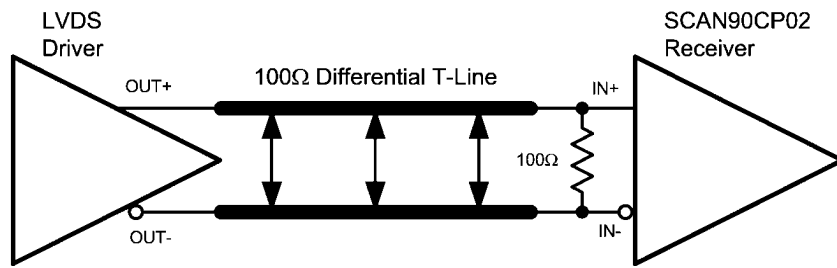 LVDS
Driver
SCAN90CP02
Receiver
OUT+
100Ω Differential T-Line
IN+
100Ω
OUT-
IN-